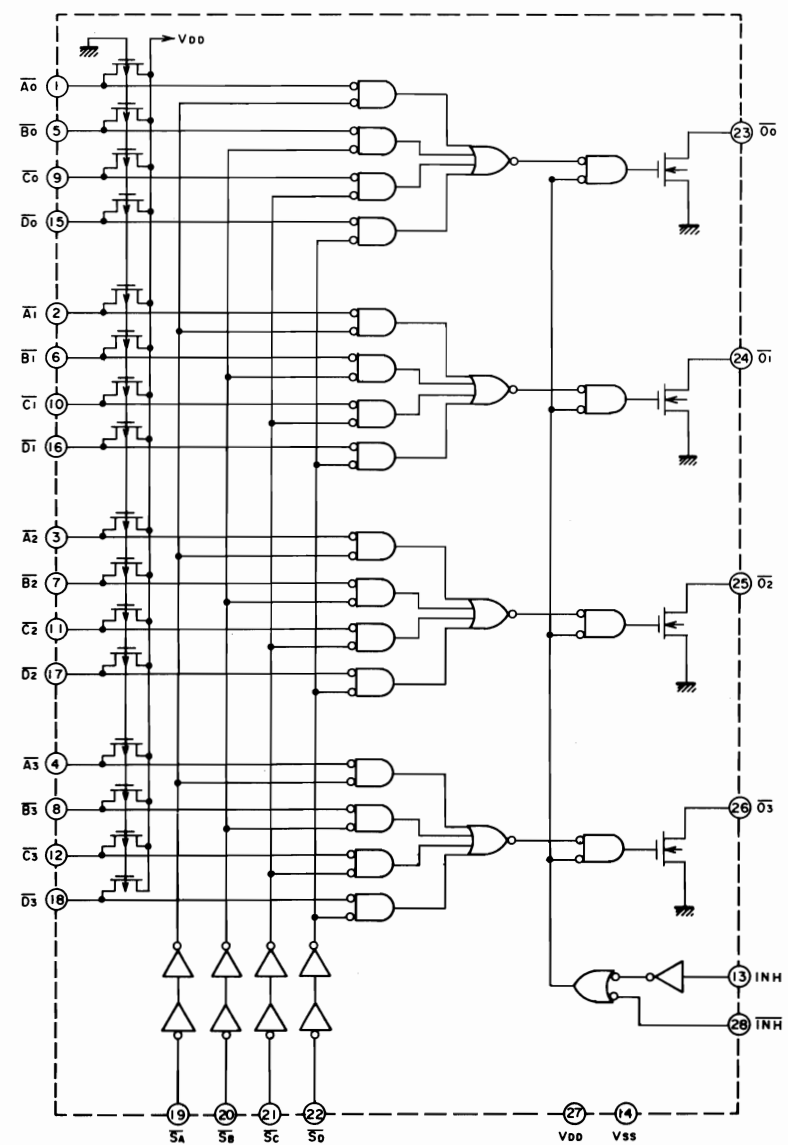 VDD
A̅0̅ 1
B̅0̅ 5
C̅0̅ 9
D̅0̅ 15
23 O̅0̅
A̅1̅ 2
B̅1̅ 6
C̅1̅ 10
D̅1̅ 16
24 O̅1̅
A̅2̅ 3
B̅2̅ 7
C̅2̅ 11
D̅2̅ 17
25 O̅2̅
A̅3̅ 4
B̅3̅ 8
C̅3̅ 12
D̅3̅ 18
26 O̅3̅
13 INH
28 I̅N̅H̅
19 20 21 22 27 14
S̅A̅ S̅B̅ S̅C̅ S̅D̅ VDD VSS